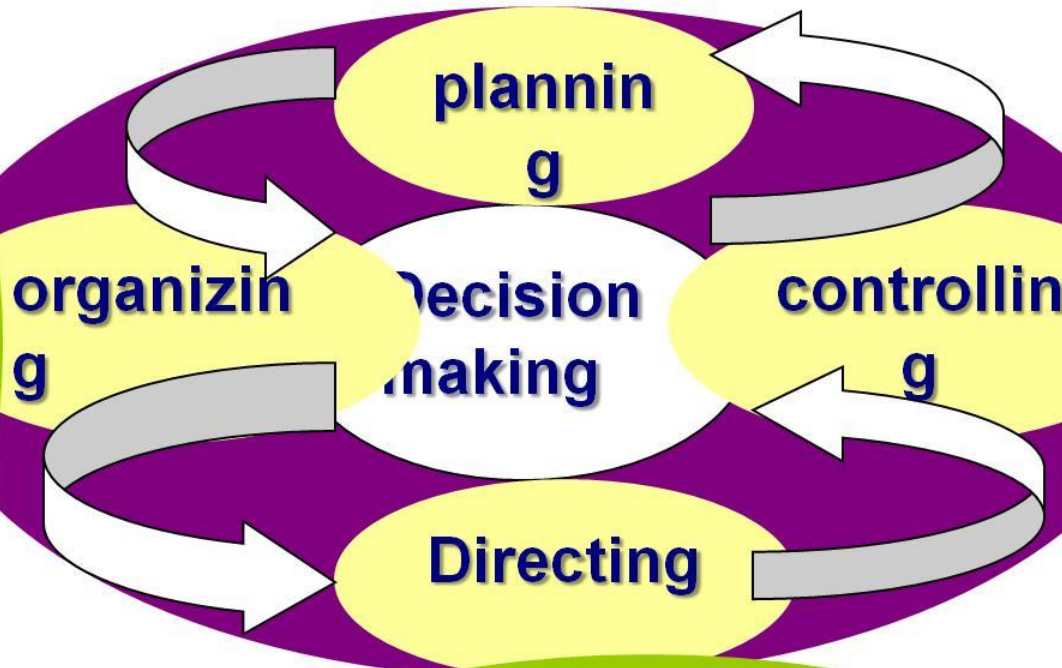 plannin
g
organizin
g
Decision
making
controllin
g
Directing